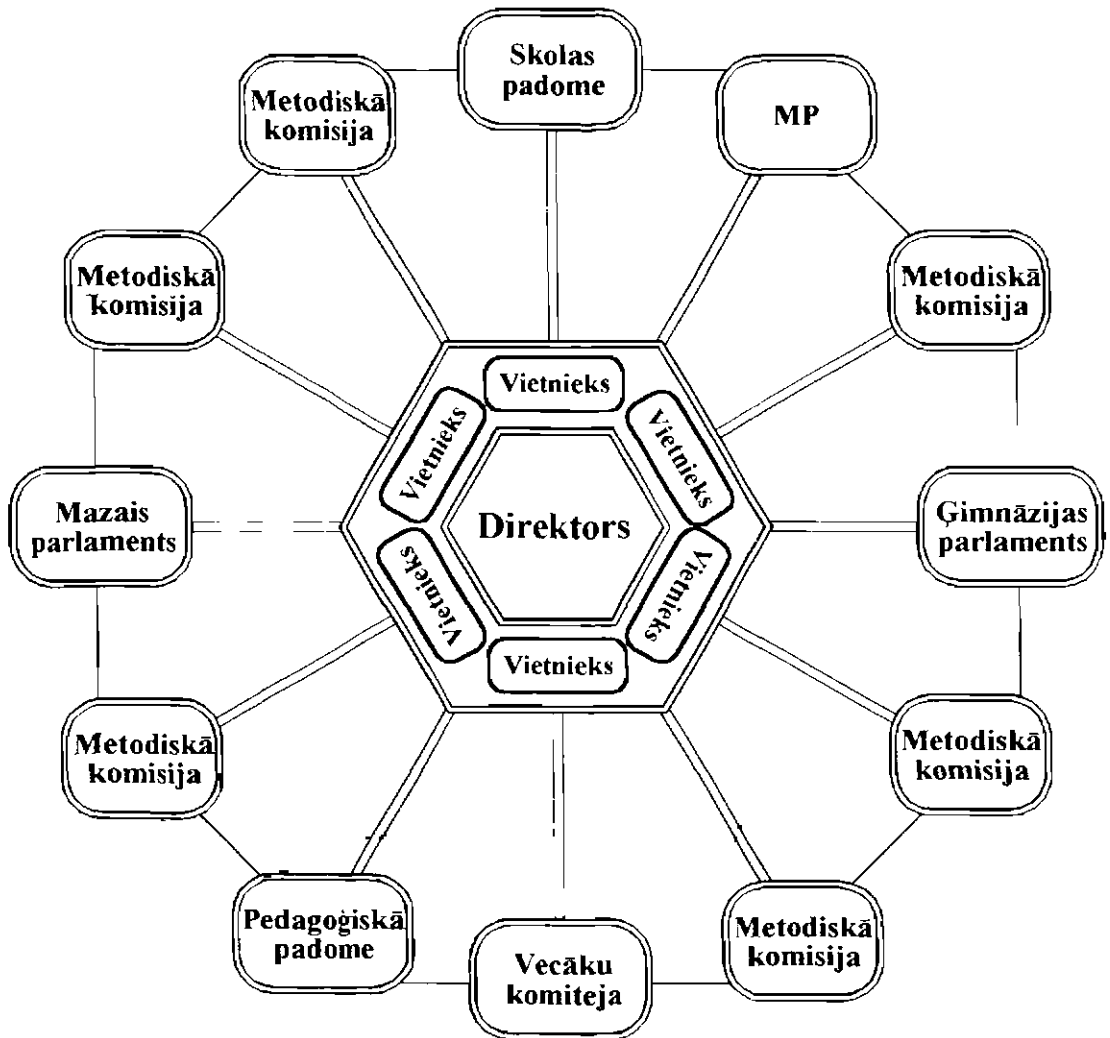 Skolas
padome
Metodiskā
komisija
MP
Metodiskā
komisija
Metodiskā
komisija
Vietnieks
Vietnieks
Vietnieks
Mazais
parlaments
Direktors
Ģimnāzijas
parlaments
Vietnieks
Vietnieks
Vietnieks
Metodiskā
komisija
Metodiskā
komisija
Pedagoģiskā
padome
Vecāku
komiteja
Metodiskā
komisija